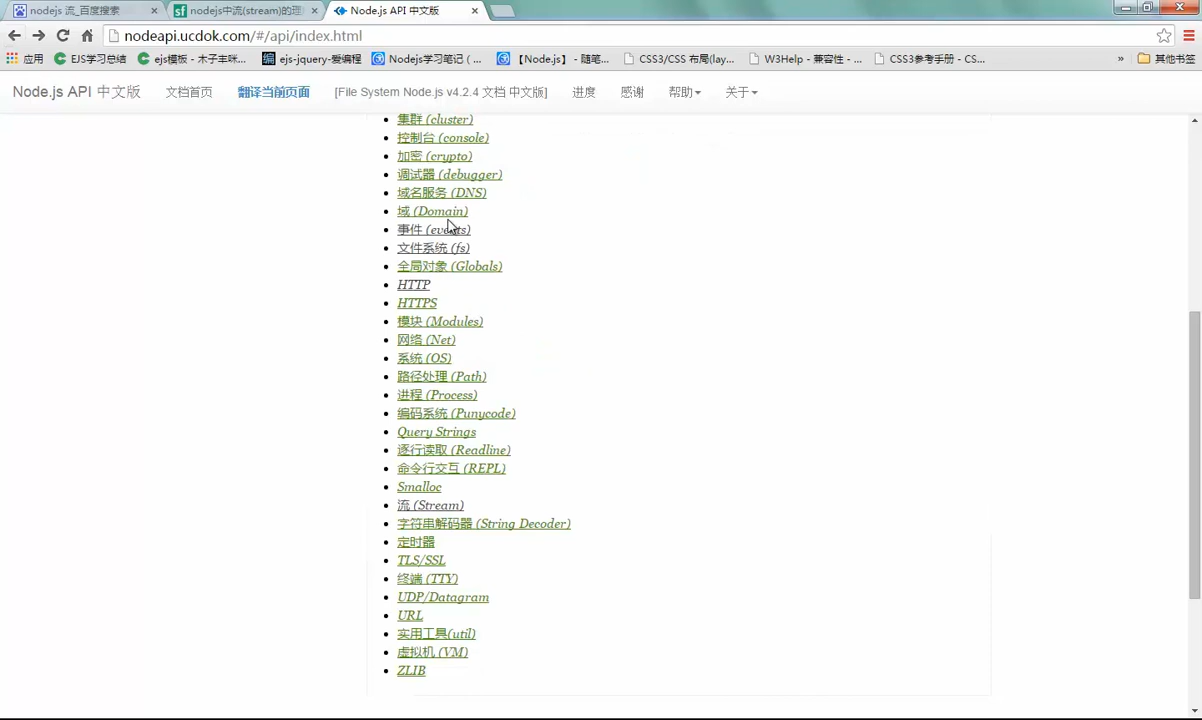 nodejs 流_百度搜索
nodejs中流(stream)的理
Node.js API 中文版
nodeapi.ucdok.com/#/api/index.html
应用
EJS学习总结
ejs模板 - 木子丰咪...
ejs-jquery-爱编程
Nodejs学习笔记 ( ...
【Node.js】 - 随笔...
CSS3/CSS 布局(lay...
W3Help - 兼容性 - ...
CSS3参考手册 - CS...
»
其他书签
Node.js API 中文版
文档首页
翻译当前页面
[File System Node.js v4.2.4 文档 中文版]
进度
感谢
帮助
关于
集群 (cluster)
控制台 (console)
加密 (crypto)
调试器 (debugger)
域名服务 (DNS)
域 (Domain)
事件 (events)
文件系统 (fs)
全局对象 (Globals)
HTTP
HTTPS
模块 (Modules)
网络 (Net)
系统 (OS)
路径处理 (Path)
进程 (Process)
编码系统 (Punycode)
Query Strings
逐行读取 (Readline)
命令行交互 (REPL)
Smalloc
流 (Stream)
字符串解码器 (String Decoder)
定时器
TLS/SSL
终端 (TTY)
UDP/Datagram
URL
实用工具(util)
虚拟机 (VM)
ZLIB